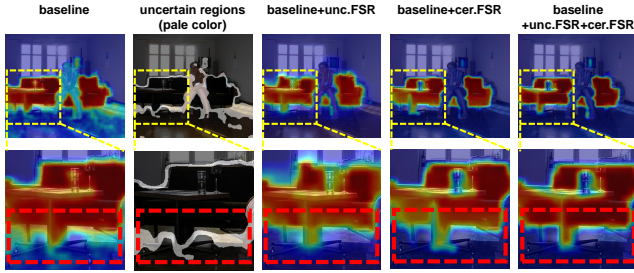 baseline
uncertain regions
(pale color)
baseline+unc.FSR
baseline+cer.FSR
baseline
+unc.FSR+cer.FSR